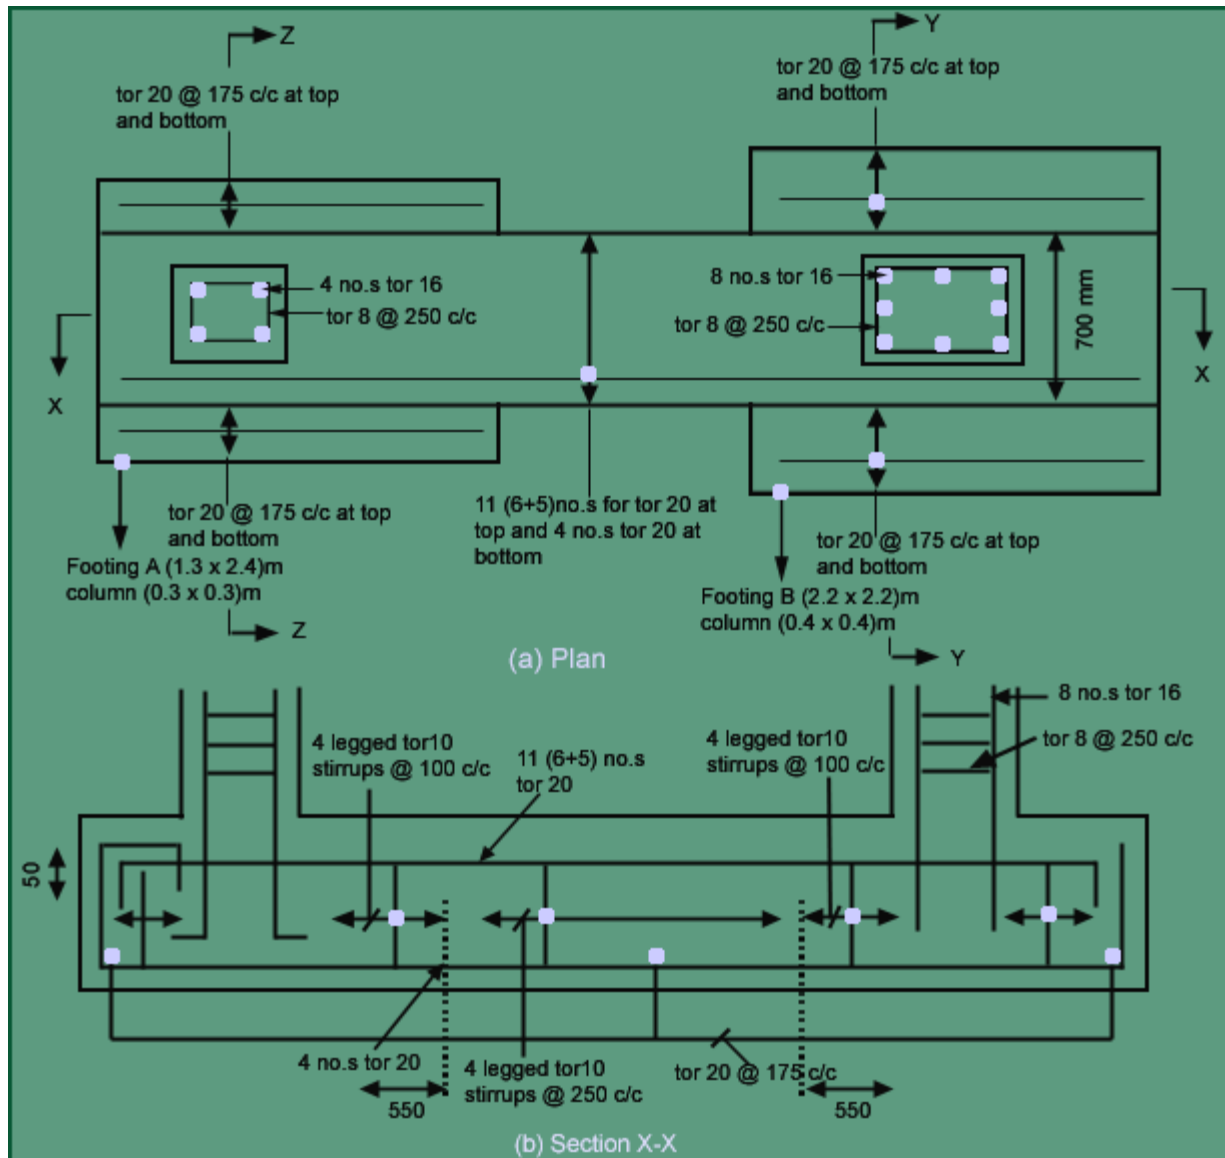 Z
Y
tor 20 @ 175 c/c at top
and bottom
tor 20 @ 175 c/c at top
and bottom
4 no.s tor 16
tor 8 @ 250 c/c
8 no.s tor 16
tor 8 @ 250 c/c
700 mm
X
X
tor 20 @ 175 c/c at top
and bottom
11 (6+5)no.s for tor 20 at
top and 4 no.s tor 20 at
bottom
tor 20 @ 175 c/c at top
and bottom
Footing A (1.3 x 2.4)m
column (0.3 x 0.3)m
Footing B (2.2 x 2.2)m
column (0.4 x 0.4)m
Z
Y
(a) Plan
8 no.s tor 16
tor 8 @ 250 c/c
4 legged tor10
stirrups @ 100 c/c
11 (6+5) no.s
tor 20
4 legged tor10
stirrups @ 100 c/c
50
4 no.s tor 20
4 legged tor10
stirrups @ 250 c/c
tor 20 @ 175 c/c
550
550
(b) Section X-X